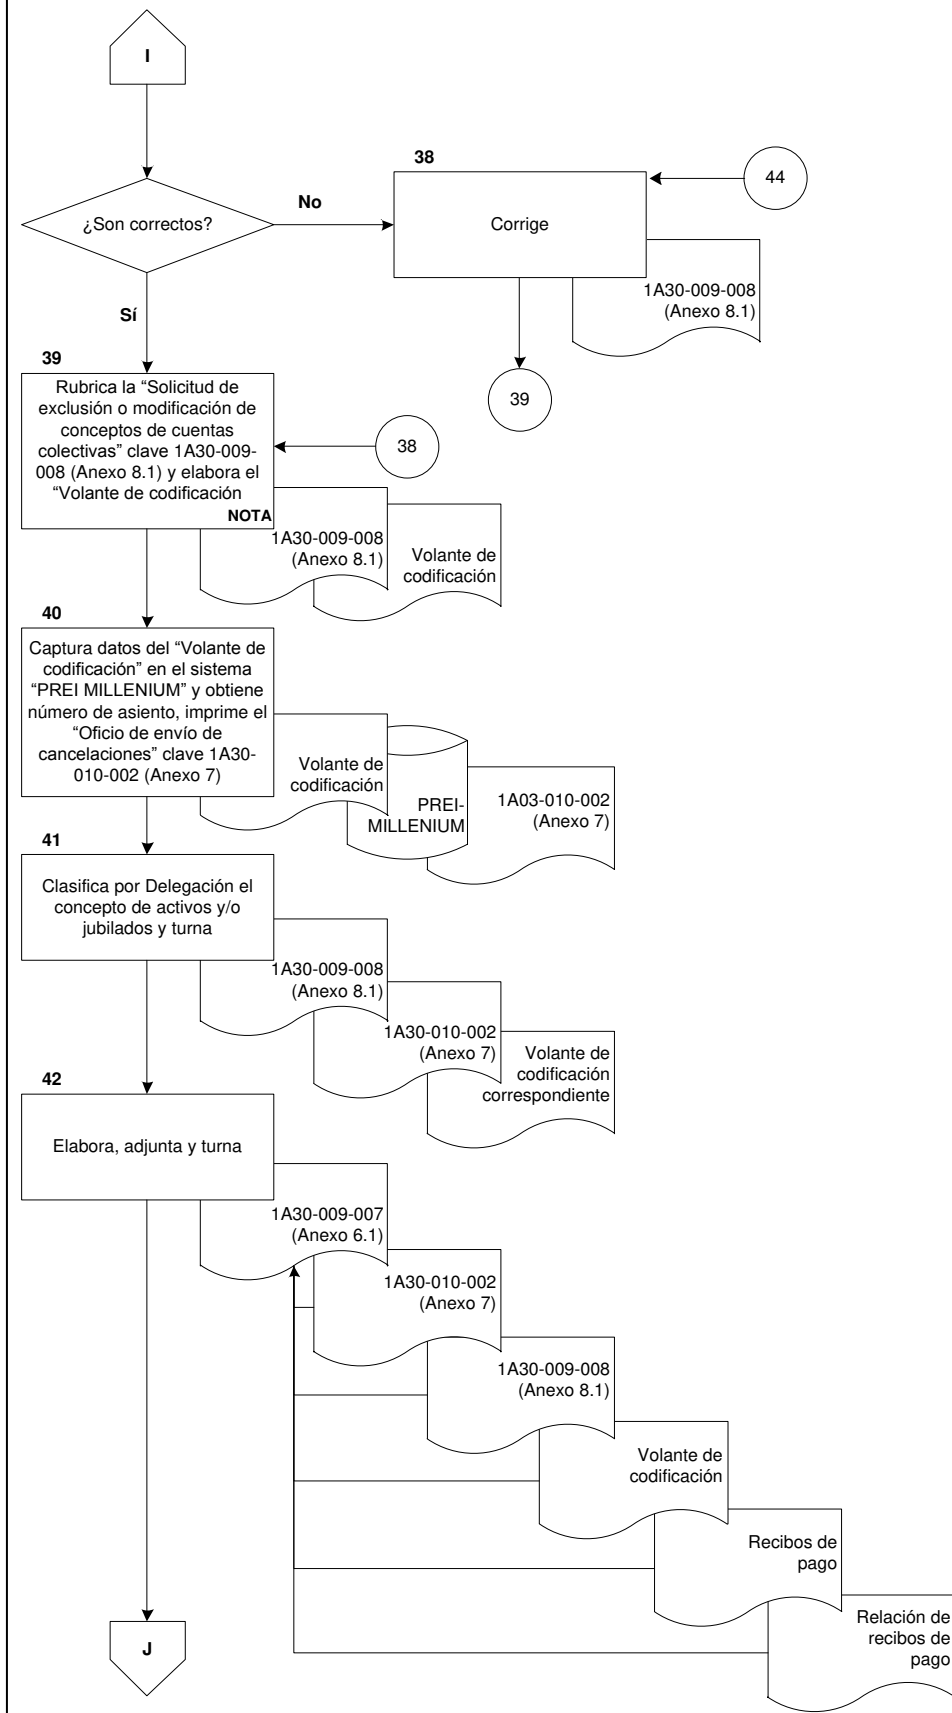 I
¿Son correctos?
No
Sí
38
Corrige
44
1A30-009-008
(Anexo 8.1)
39
39
Rubrica la “Solicitud de
exclusión o modificación de
conceptos de cuentas
colectivas” clave 1A30-009-
008 (Anexo 8.1) y elabora el
“Volante de codificación
NOTA
38
1A30-009-008
(Anexo 8.1)
Volante de
codificación
40
Captura datos del “Volante de
codificación” en el sistema
“PREI MILLENIUM” y obtiene
número de asiento, imprime el
“Oficio de envío de
cancelaciones” clave 1A30-
010-002 (Anexo 7)
Volante de
codificación
PREI-
MILLENIUM
1A03-010-002
(Anexo 7)
41
Clasifica por Delegación el
concepto de activos y/o
jubilados y turna
1A30-009-008
(Anexo 8.1)
1A30-010-002
(Anexo 7)
Volante de
codificación
correspondiente
42
Elabora, adjunta y turna
1A30-009-007
(Anexo 6.1)
1A30-010-002
(Anexo 7)
1A30-009-008
(Anexo 8.1)
Volante de
codificación
Recibos de
pago
Relación de
recibos de
pago
J